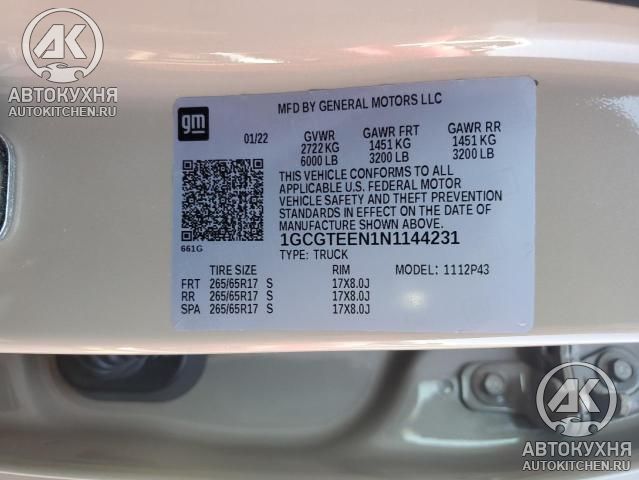 AK
АВТОКУХНЯ
AUTOKITCHEN.RU
gm
MFD BY GENERAL MOTORS LLC
01/22
GVWR GAWR FRT GAWR RR
2722 KG 1451 KG 1451 KG
6000 LB 3200 LB 3200 LB
THIS VEHICLE CONFORMS TO ALL
APPLICABLE U.S. FEDERAL MOTOR
VEHICLE SAFETY AND THEFT PREVENTION
STANDARDS IN EFFECT ON THE DATE OF
MANUFACTURE SHOWN ABOVE.
661G
1GCGTEEN1N1144231
TYPE: TRUCK MODEL: 1112P43
TIRE SIZE RIM
FRT 265/65R17 S 17X8.0J
RR 265/65R17 S 17X8.0J
SPA 265/65R17 S 17X8.0J
AK
АВТОКУХНЯ
AUTOKITCHEN.RU